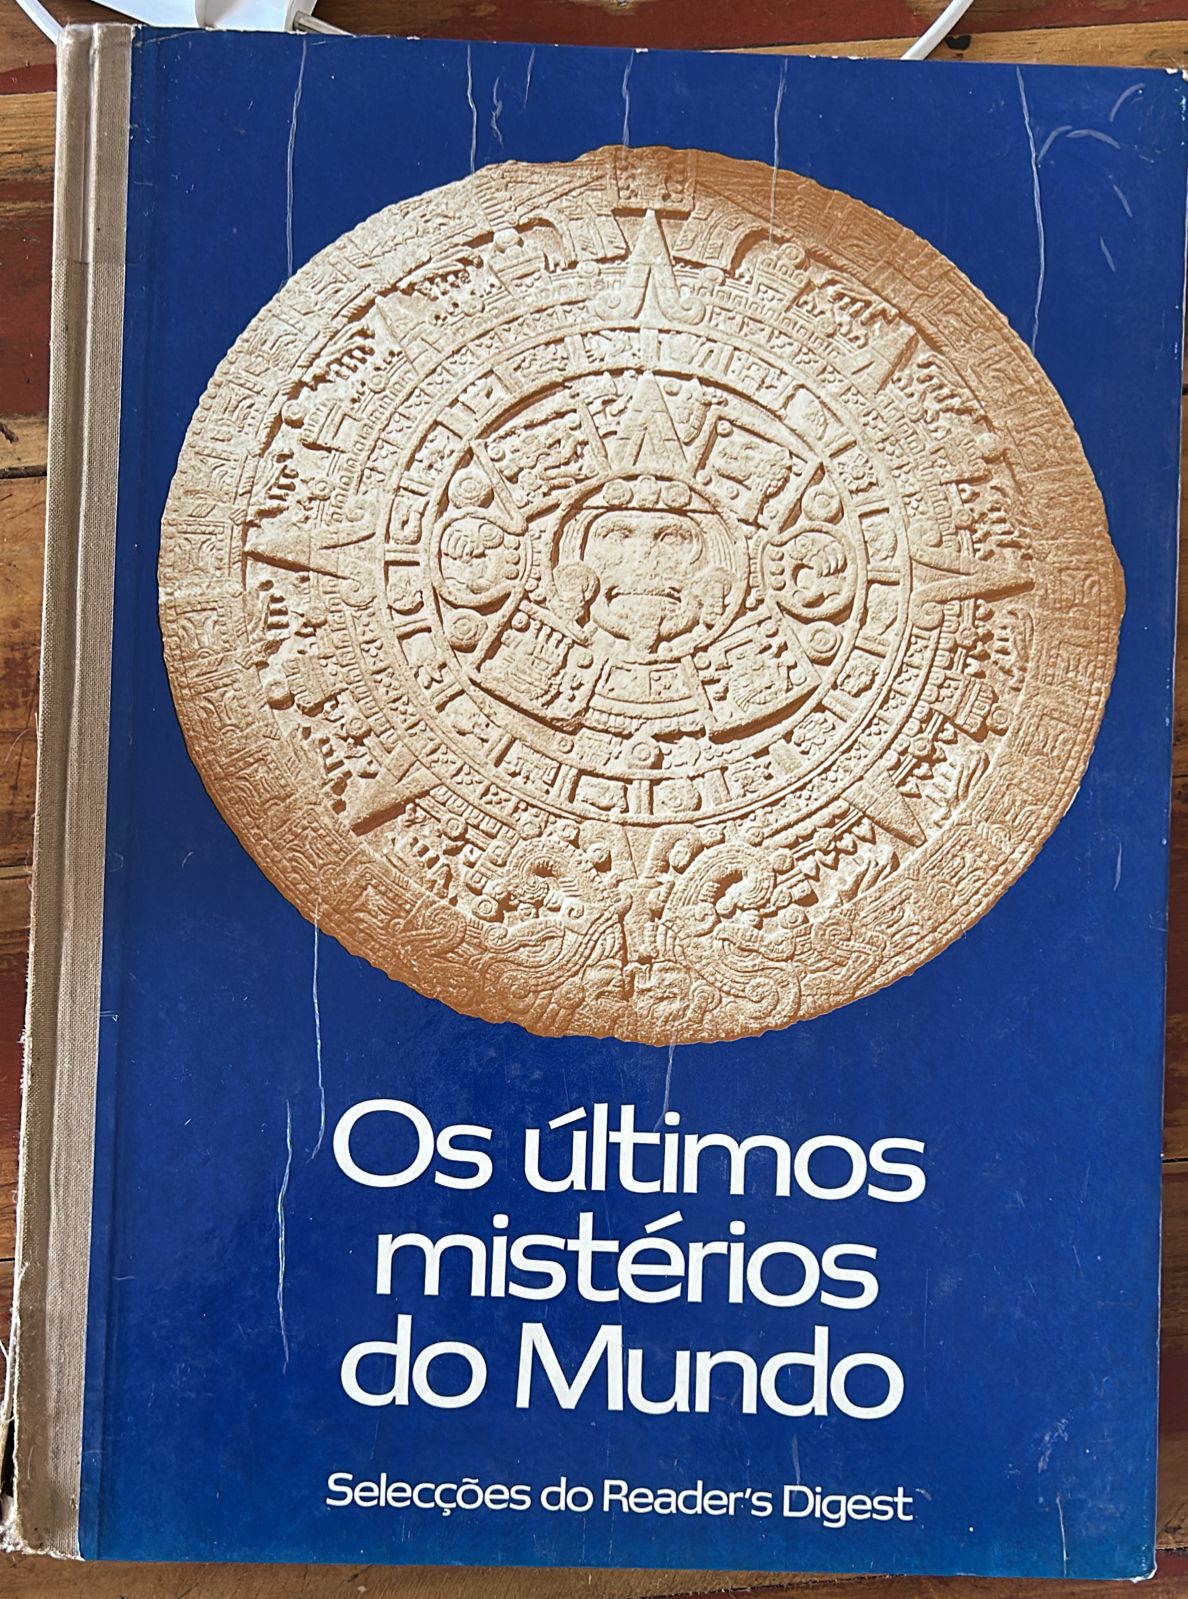 Os últimos
mistérios
do Mundo
Selecções do Reader's Digest